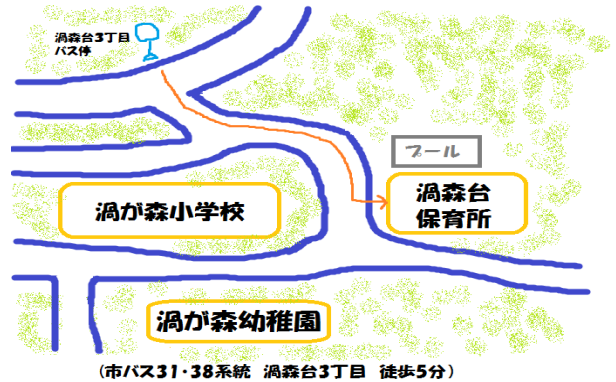 渦森台3丁目
バス停
プール
渦が森小学校
渦森台
保育所
渦が森幼稚園
(市バス31・38系統 渦森台3丁目 徒歩5分)